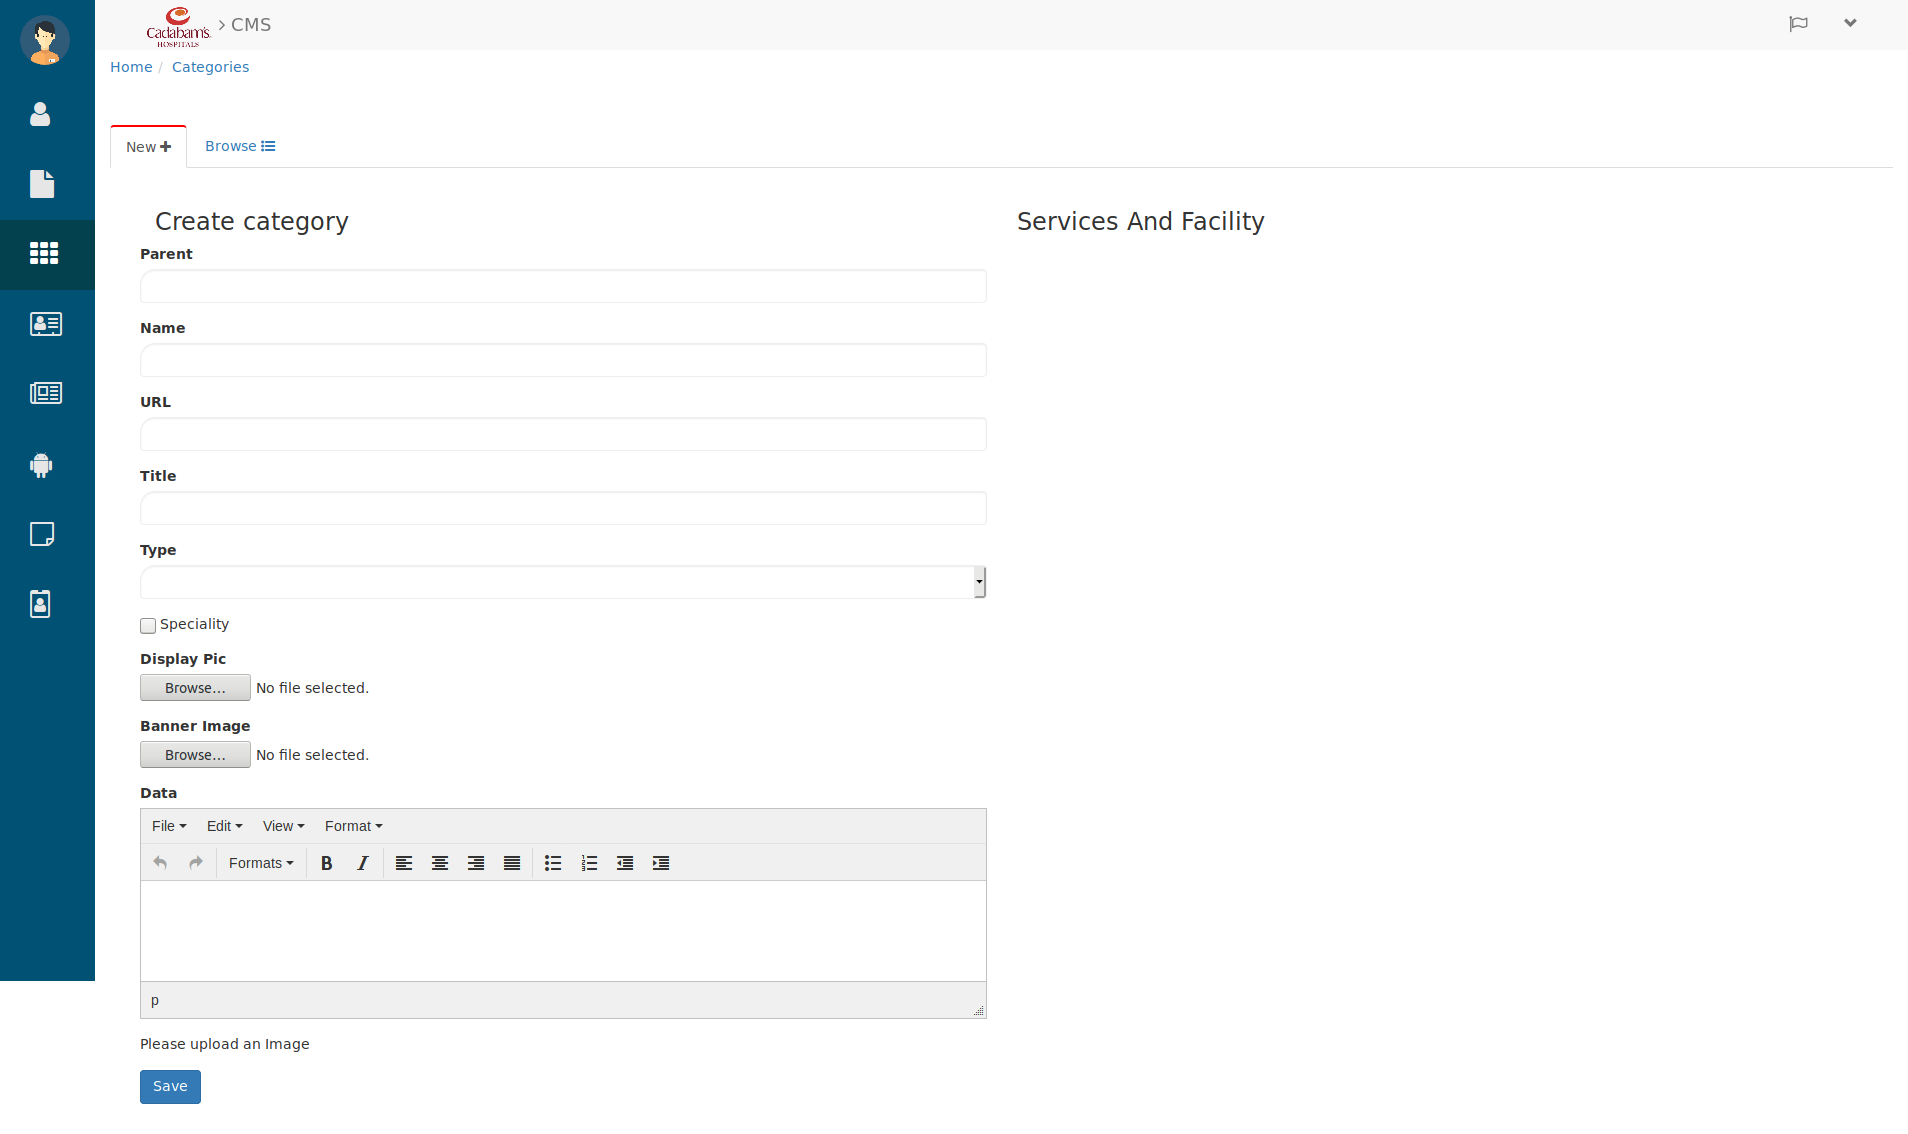 Cadabam's
HOSPITALS
> CMS
Home / Categories
New
Browse
Create category
Services And Facility
Parent
Name
URL
Title
Type
Speciality
Display Pic
Browse... No file selected.
Banner Image
Browse... No file selected.
Data
File Edit View Format
Formats B I
p
Please upload an Image
Save